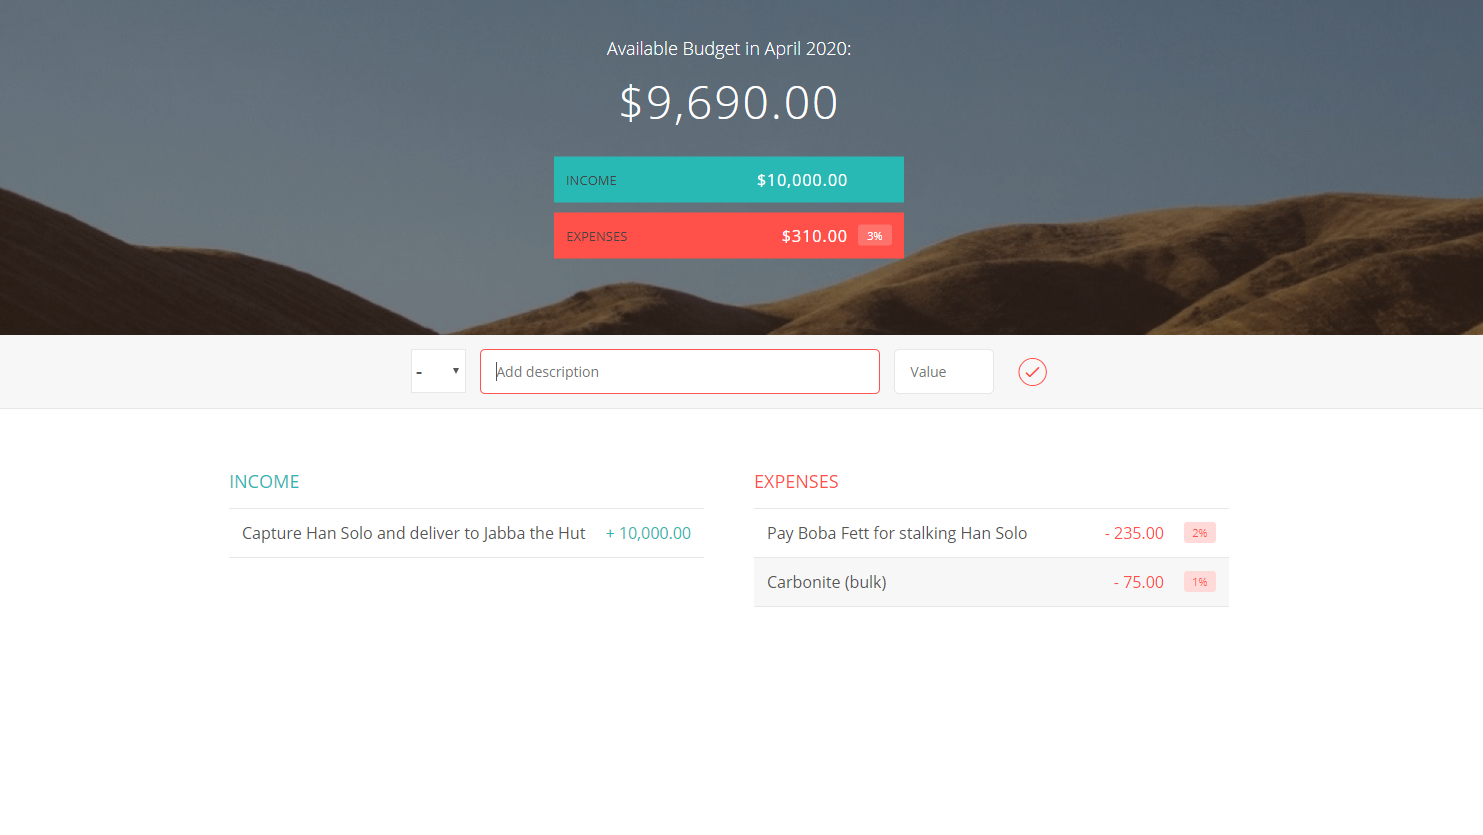 Available Budget in April 2020:
$9,690.00
INCOME $10,000.00
EXPENSES $310.00 3%
- Add description Value
INCOME
Capture Han Solo and deliver to Jabba the Hut + 10,000.00
EXPENSES
Pay Boba Fett for stalking Han Solo - 235.00 2%
Carbonite (bulk) - 75.00 1%